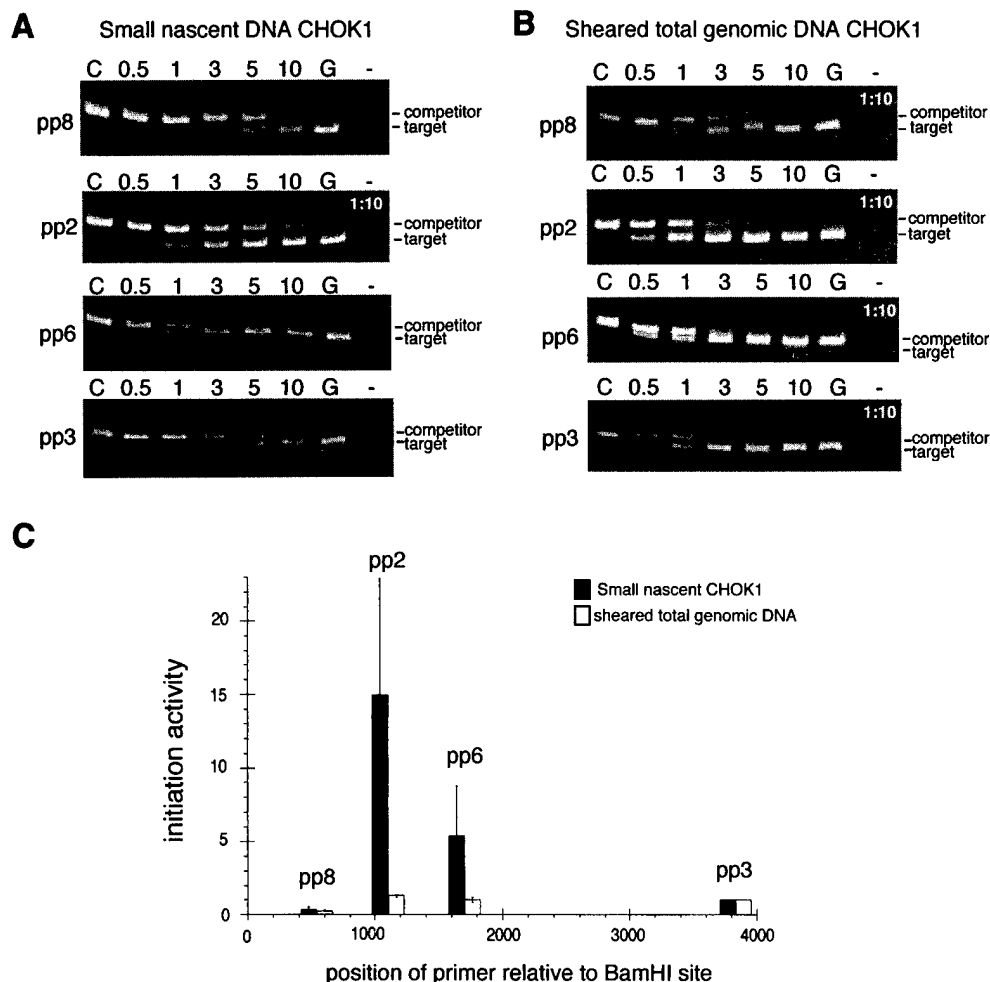 A Small nascent DNA CHOK1
C 0.5 1 3 5 10 G -
pp8
competitor
target
C 0.5 1 3 5 10 G -
1:10
pp2
competitor
target
C 0.5 1 3 5 10 G -
pp6
competitor
target
C 0.5 1 3 5 10 G -
pp3
competitor
target
B Sheared total genomic DNA CHOK1
C 0.5 1 3 5 10 G -
1:10
pp8
competitor
target
C 0.5 1 3 5 10 G -
1:10
pp2
competitor
target
C 0.5 1 3 5 10 G -
1:10
pp6
competitor
target
C 0.5 1 3 5 10 G -
1:10
pp3
competitor
target
C
pp2
Small nascent CHOK1
sheared total genomic DNA
20
15
10
5
0
initiation activity
pp6
pp8
pp3
0 1000 2000 3000 4000
position of primer relative to BamHI site